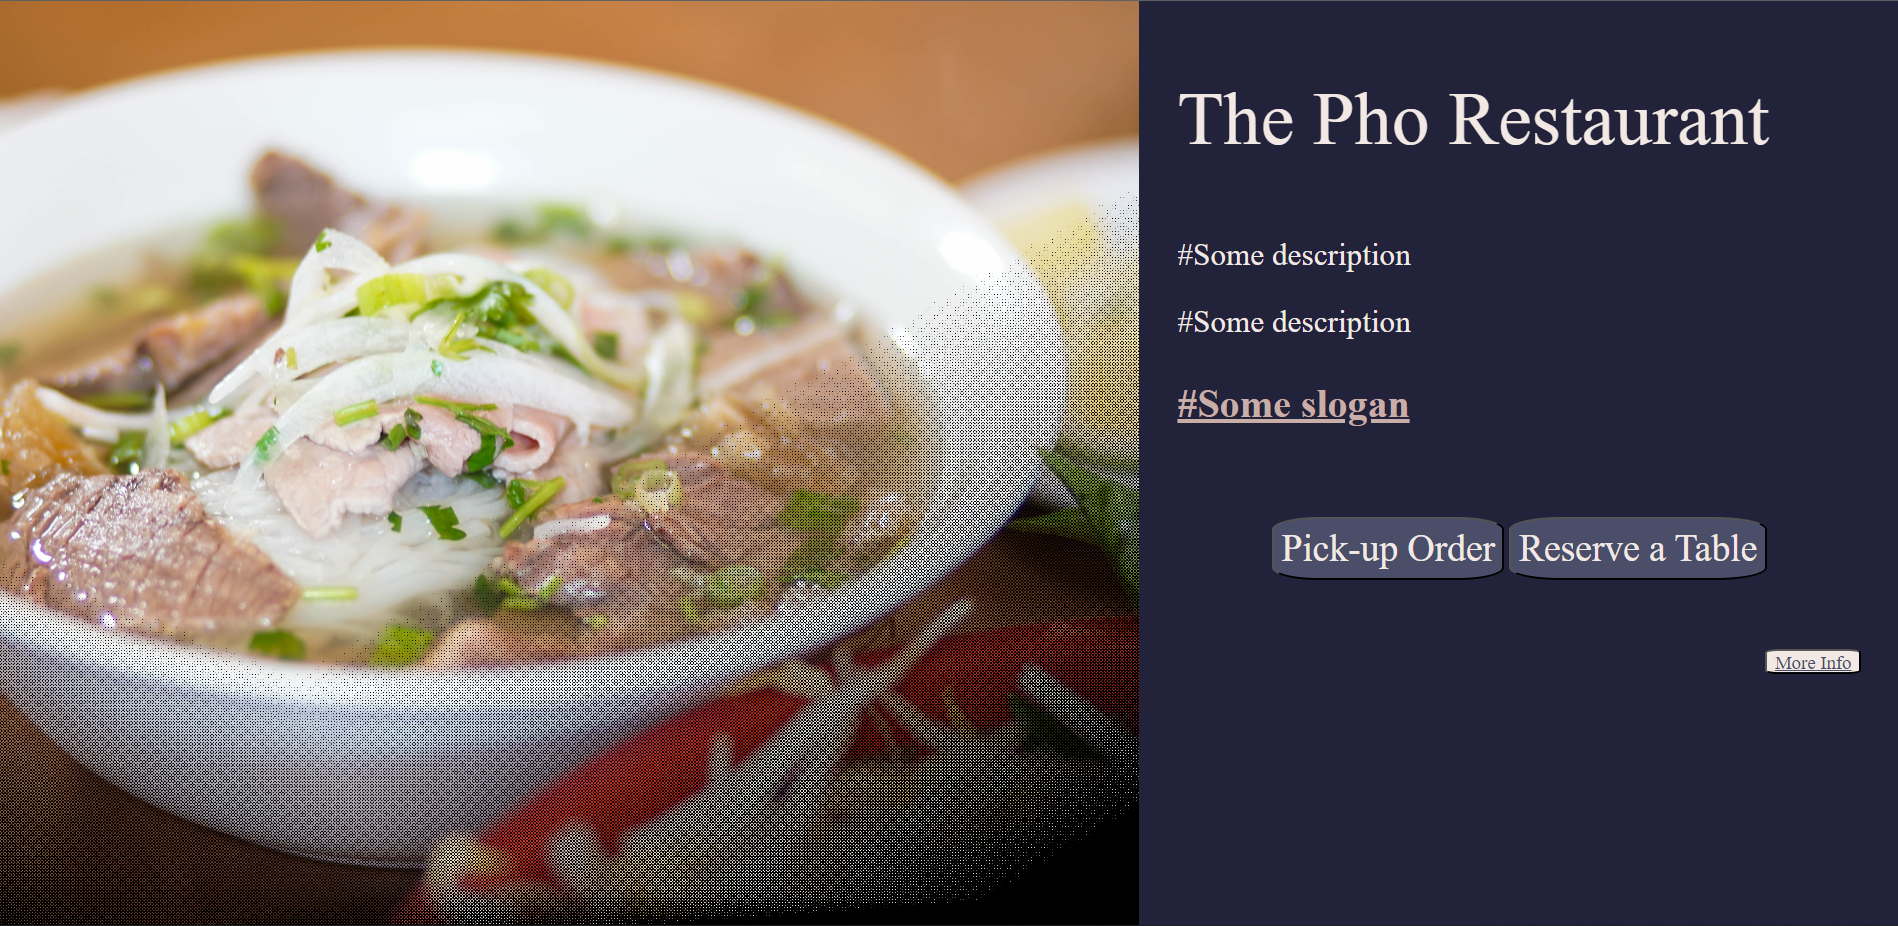 The Pho Restaurant
#Some description
#Some description
#Some slogan
Pick-up Order Reserve a Table
More Info